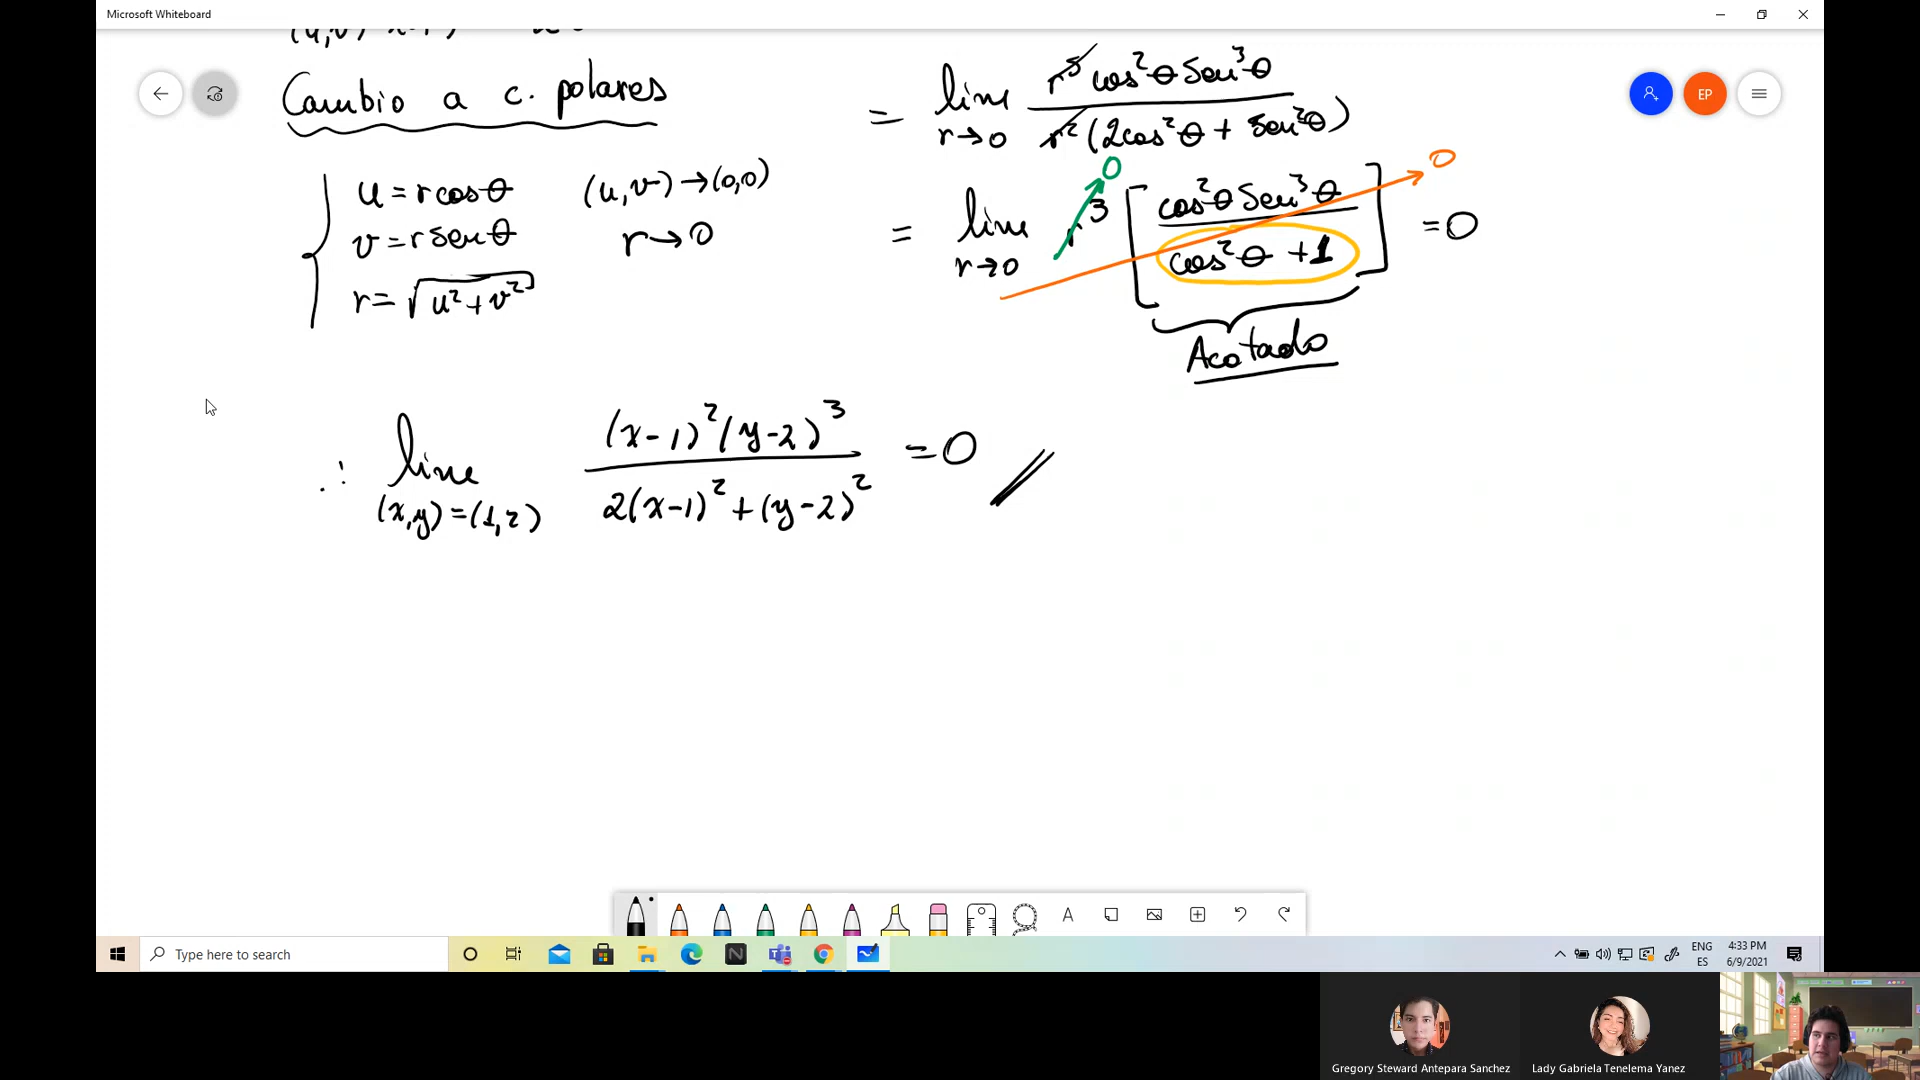 Microsoft Whiteboard
Cambio a c. polares
u = r cos θ
v = r sen θ
r = √(u² + v²)
(u,v) → (0,0)
r → 0
= lim r→0 r⁵ cos²θ sen³θ / r² (2cos²θ + sen²θ)
0
0
= lim r→0 r³ [cos²θ sen³θ / cos²θ + 1] = 0
Acotado
∴ lim (x,y) = (1,2) (x-1)² (y-2)³ / 2(x-1)² + (y-2)² = 0
EP
A
Type here to search
N
ENG
ES
4:33 PM
6/9/2021
Gregory Steward Antepara Sanchez
Lady Gabriela Tenelema Yanez